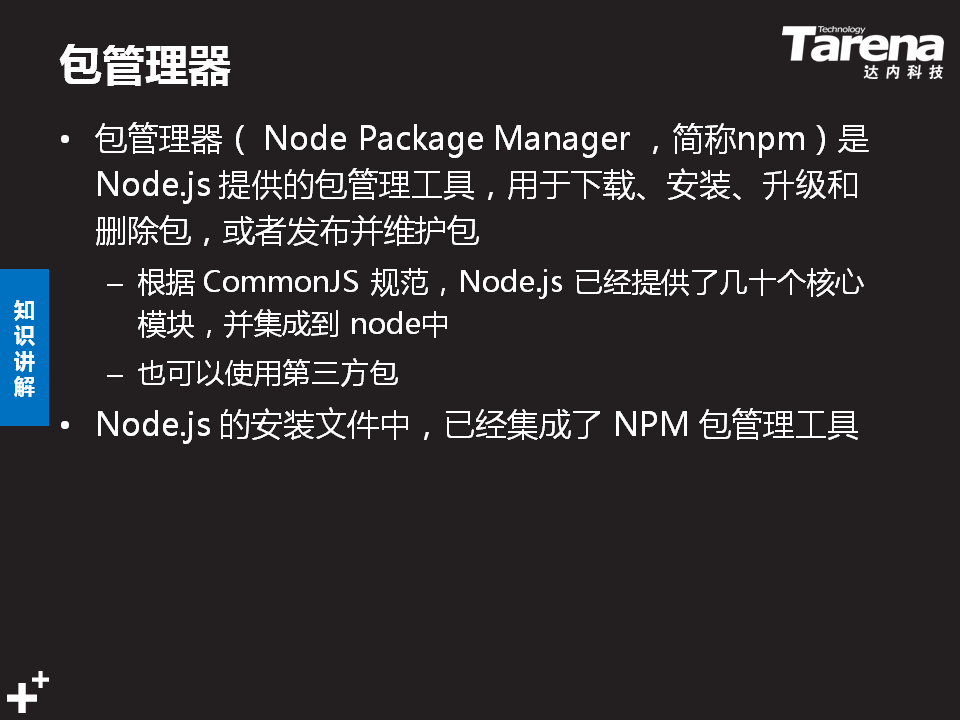 包管理器
Technology
Tarena
达内科技
• 包管理器（ Node Package Manager ，简称npm）是
Node.js 提供的包管理工具，用于下载、安装、升级和
删除包，或者发布并维护包
– 根据 CommonJS 规范，Node.js 已经提供了几十个核心
模块，并集成到 node中
– 也可以使用第三方包
• Node.js 的安装文件中，已经集成了 NPM 包管理工具
知
识
讲
解